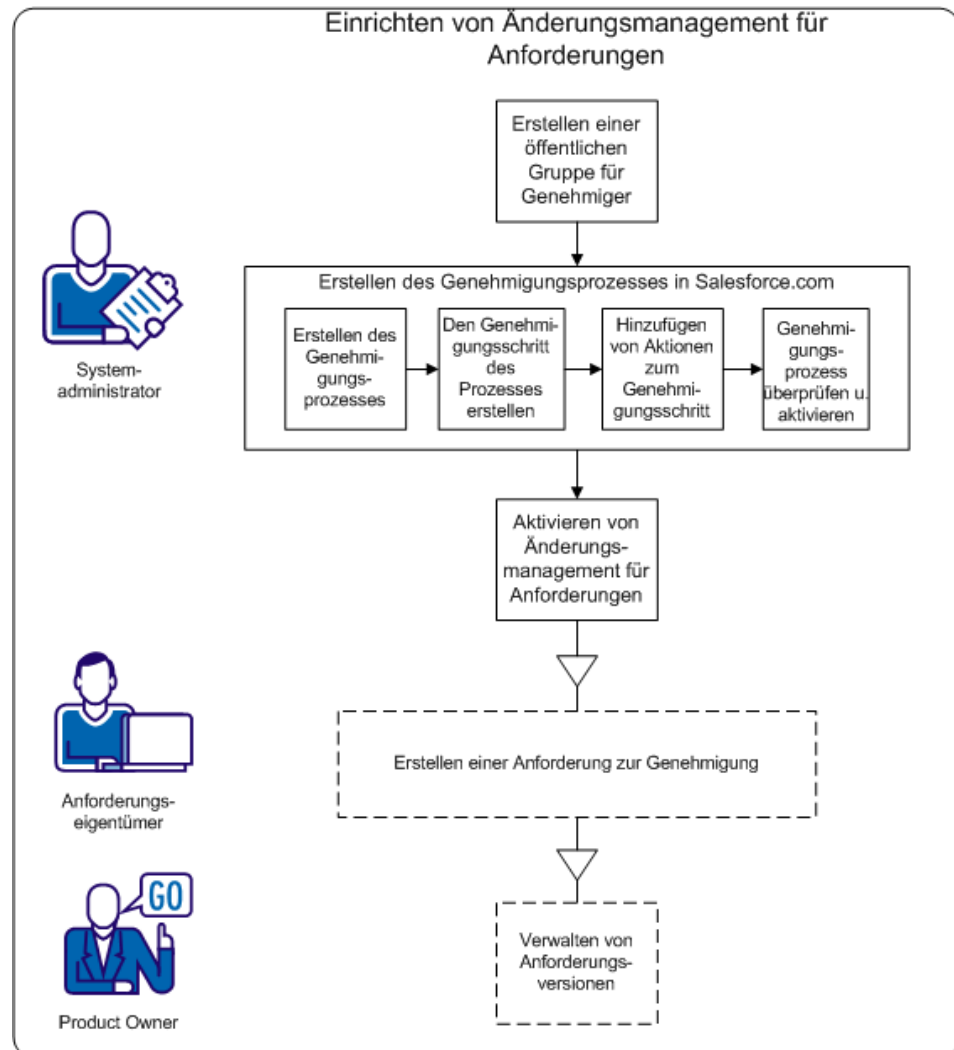 Einrichten von Änderungsmanagement für
Anforderungen
Erstellen einer
öffentlichen
Gruppe für
Genehmiger
System-
administrator
Erstellen des Genehmigungsprozesses in Salesforce.com
Erstellen des
Genehmi-
gungs-
prozesses
Den Genehmi-
gungsschritt
des
Prozesses
erstellen
Hinzufügen
von Aktionen
zum
Genehmi-
gungsschritt
Genehmi-
gungs-
prozess
überprüfen u.
aktivieren
Aktivieren von
Änderungs-
management für
Anforderungen
Anforderungs-
eigentümer
Erstellen einer Anforderung zur Genehmigung
GO
Product Owner
Verwalten von
Anforderungs-
versionen